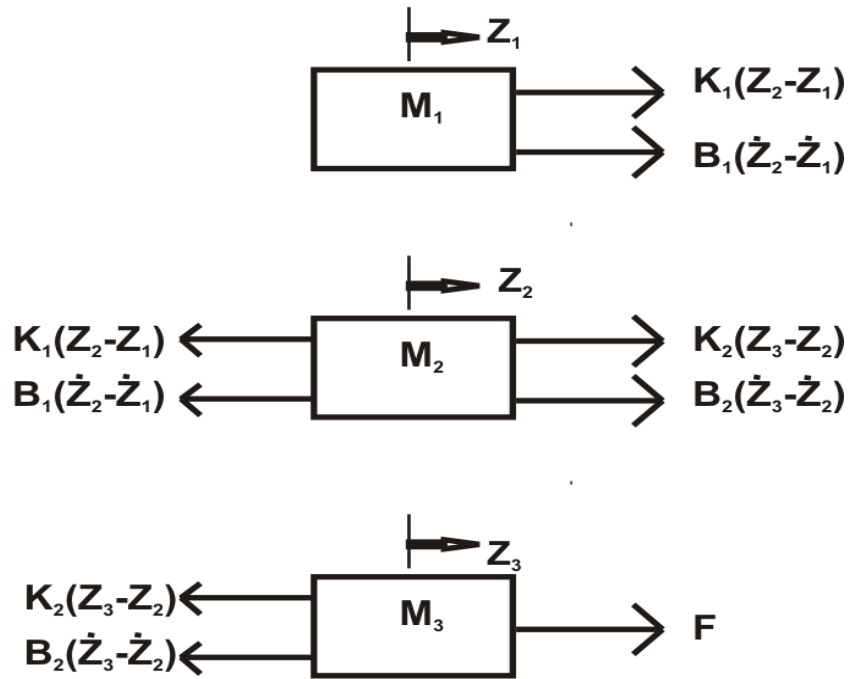 Z₁
M₁
K₁(Z₂-Z₁)
B₁(Ż₂-Ż₁)
Z₂
K₁(Z₂-Z₁)
M₂
K₂(Z₃-Z₂)
B₁(Ż₂-Ż₁)
B₂(Ż₃-Ż₂)
Z₃
K₂(Z₃-Z₂)
M₃
F
B₂(Ż₃-Ż₂)